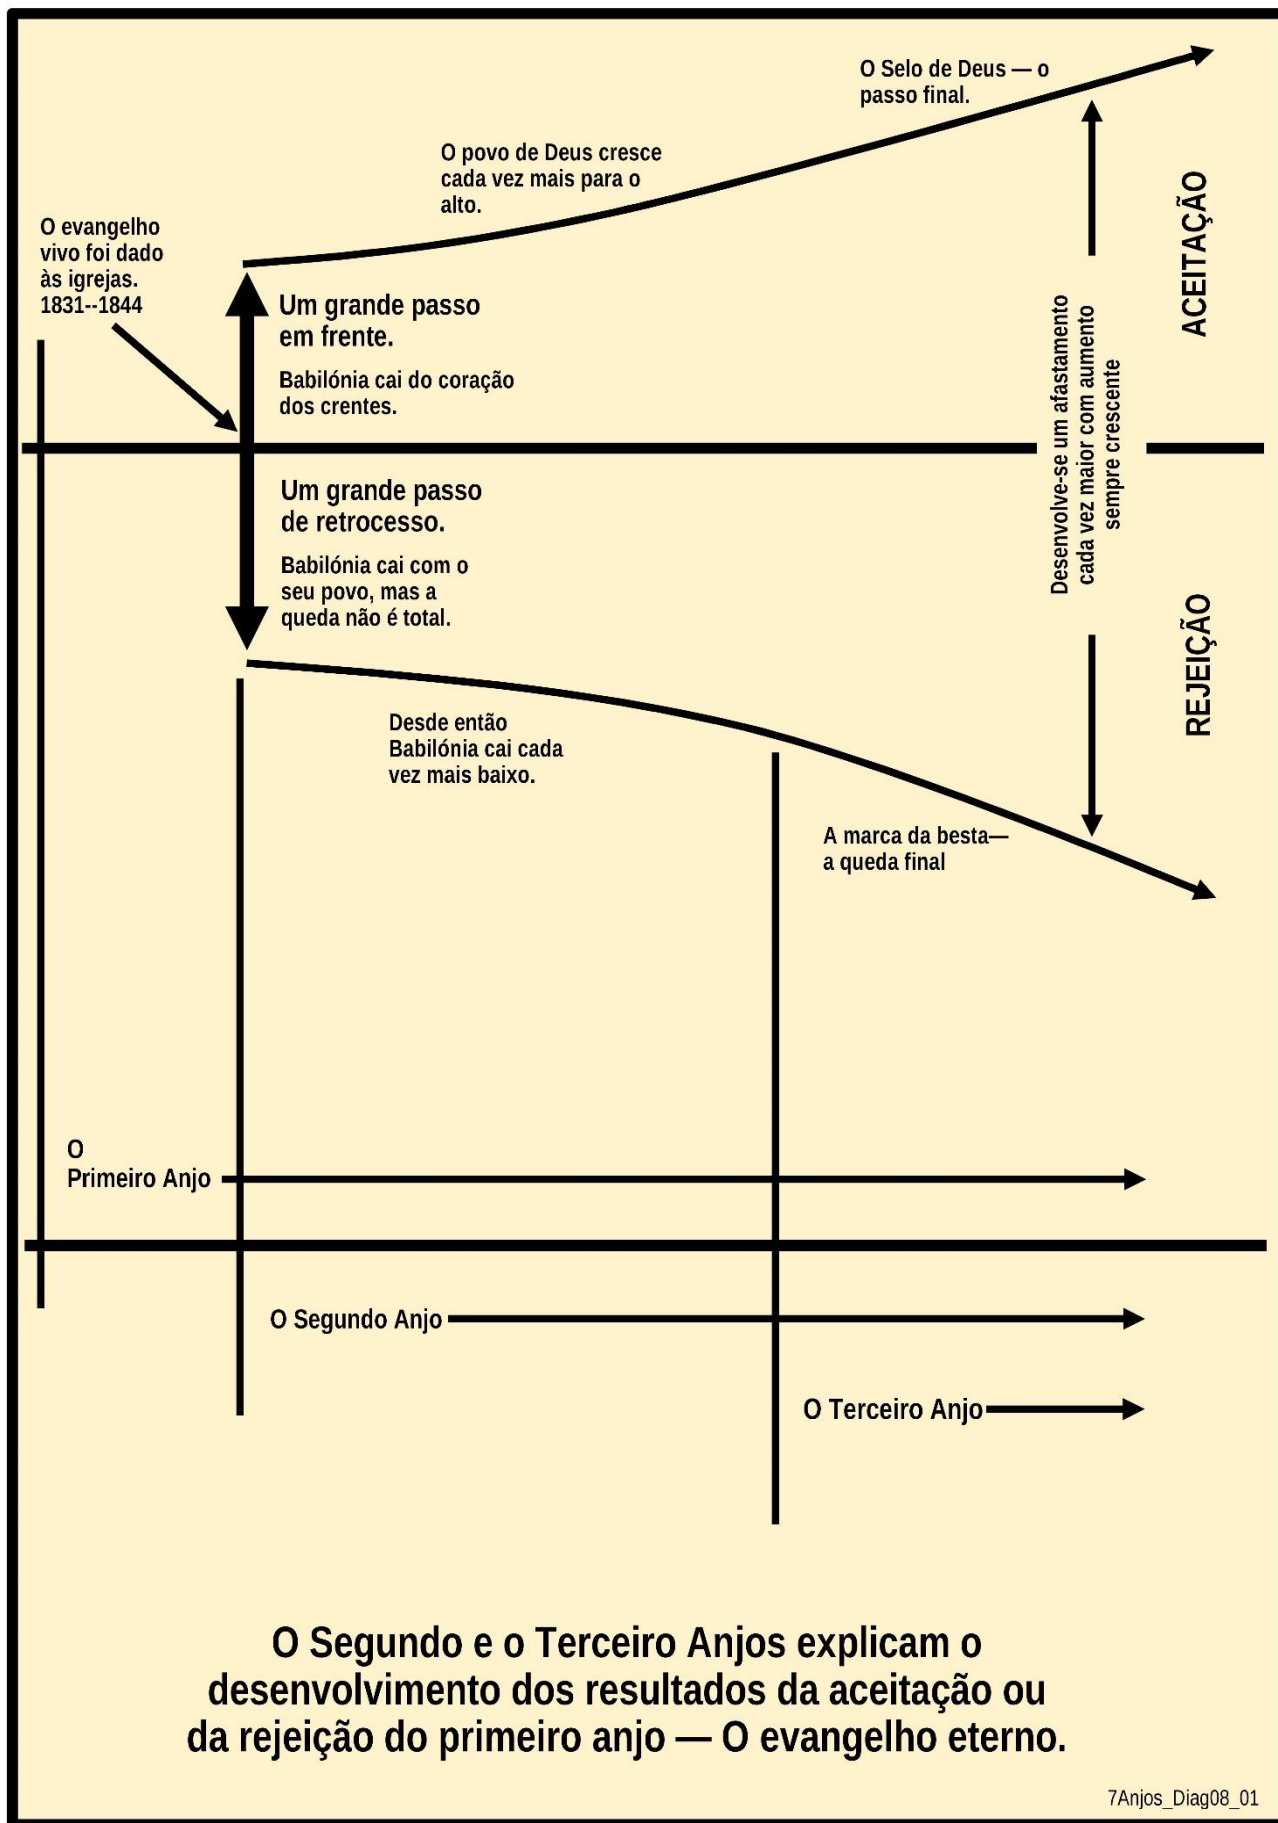 O Selo de Deus — o
passo final.
O povo de Deus cresce
cada vez mais para o
alto.
O evangelho
vivo foi dado
às igrejas.
1831--1844
Um grande passo
em frente.
Babilónia cai do coração
dos crentes.
ACEITAÇÃO
Desenvolve-se um afastamento
cada vez maior com aumento
sempre crescente
Um grande passo
de retrocesso.
Babilónia cai com o
seu povo, mas a
queda não é total.
REJEIÇÃO
Desde então
Babilónia cai cada
vez mais baixo.
A marca da besta—
a queda final
O
Primeiro Anjo
O Segundo Anjo
O Terceiro Anjo
O Segundo e o Terceiro Anjos explicam o
desenvolvimento dos resultados da aceitação ou
da rejeição do primeiro anjo — O evangelho eterno.
7Anjos_Diag08_01